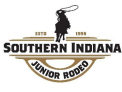 ESTD 1998
SOUTHERN INDIANA
JUNIOR RODEO